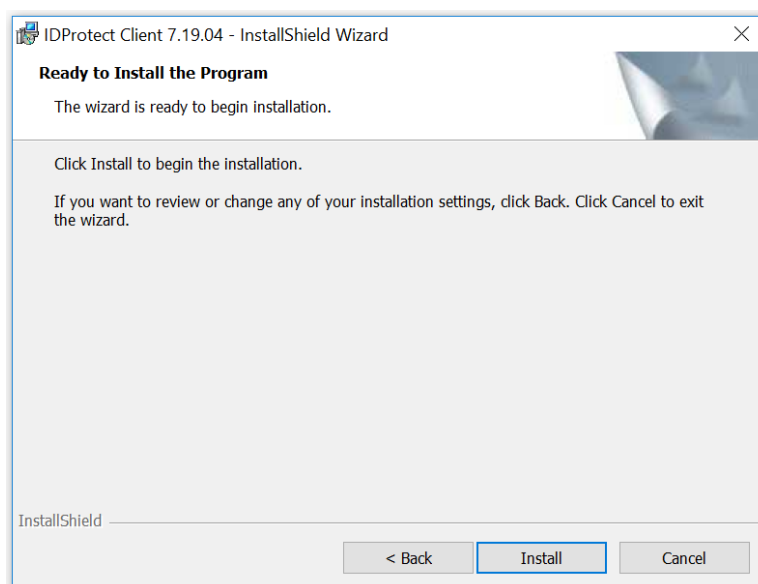 IDProtect Client 7.19.04 - InstallShield Wizard
Ready to Install the Program
The wizard is ready to begin installation.
Click Install to begin the installation.
If you want to review or change any of your installation settings, click Back. Click Cancel to exit
the wizard.
InstallShield
< Back
Install
Cancel